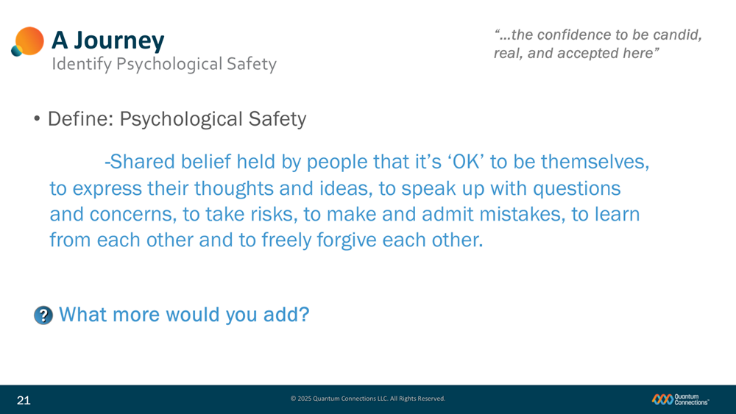 A Journey
Identify Psychological Safety
“...the confidence to be candid,
real, and accepted here”
• Define: Psychological Safety
-Shared belief held by people that it’s ‘OK’ to be themselves,
to express their thoughts and ideas, to speak up with questions
and concerns, to take risks, to make and admit mistakes, to learn
from each other and to freely forgive each other.
? What more would you add?
21
© 2025 Quantum Connections LLC. All Rights Reserved.
Quantum
Connections™